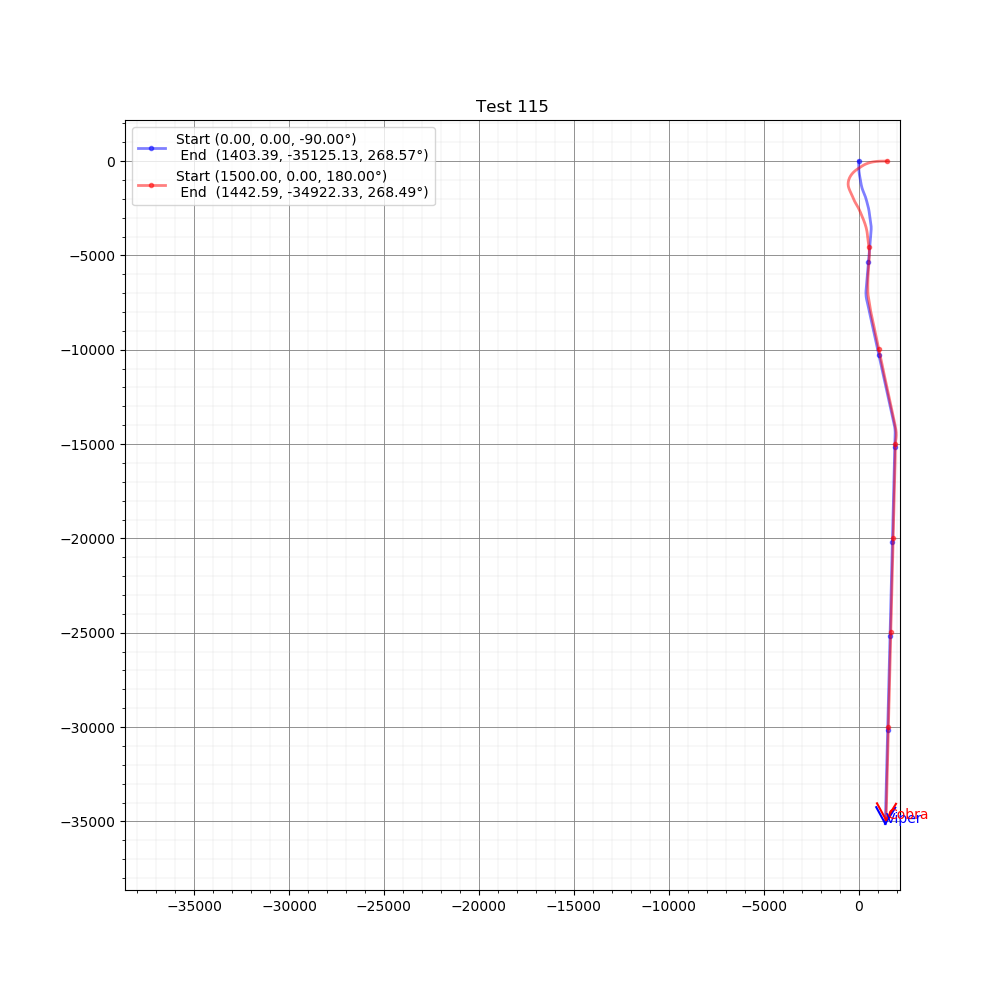 Test 115
Start (0.00, 0.00, -90.00°)
End (1403.39, -35125.13, 268.57°)
Start (1500.00, 0.00, 180.00°)
End (1442.59, -34922.33, 268.49°)
0
−5000
−10000
−15000
−20000
−25000
−30000
−35000
Cobra
Viper
−35000 −30000 −25000 −20000 −15000 −10000 −5000 0